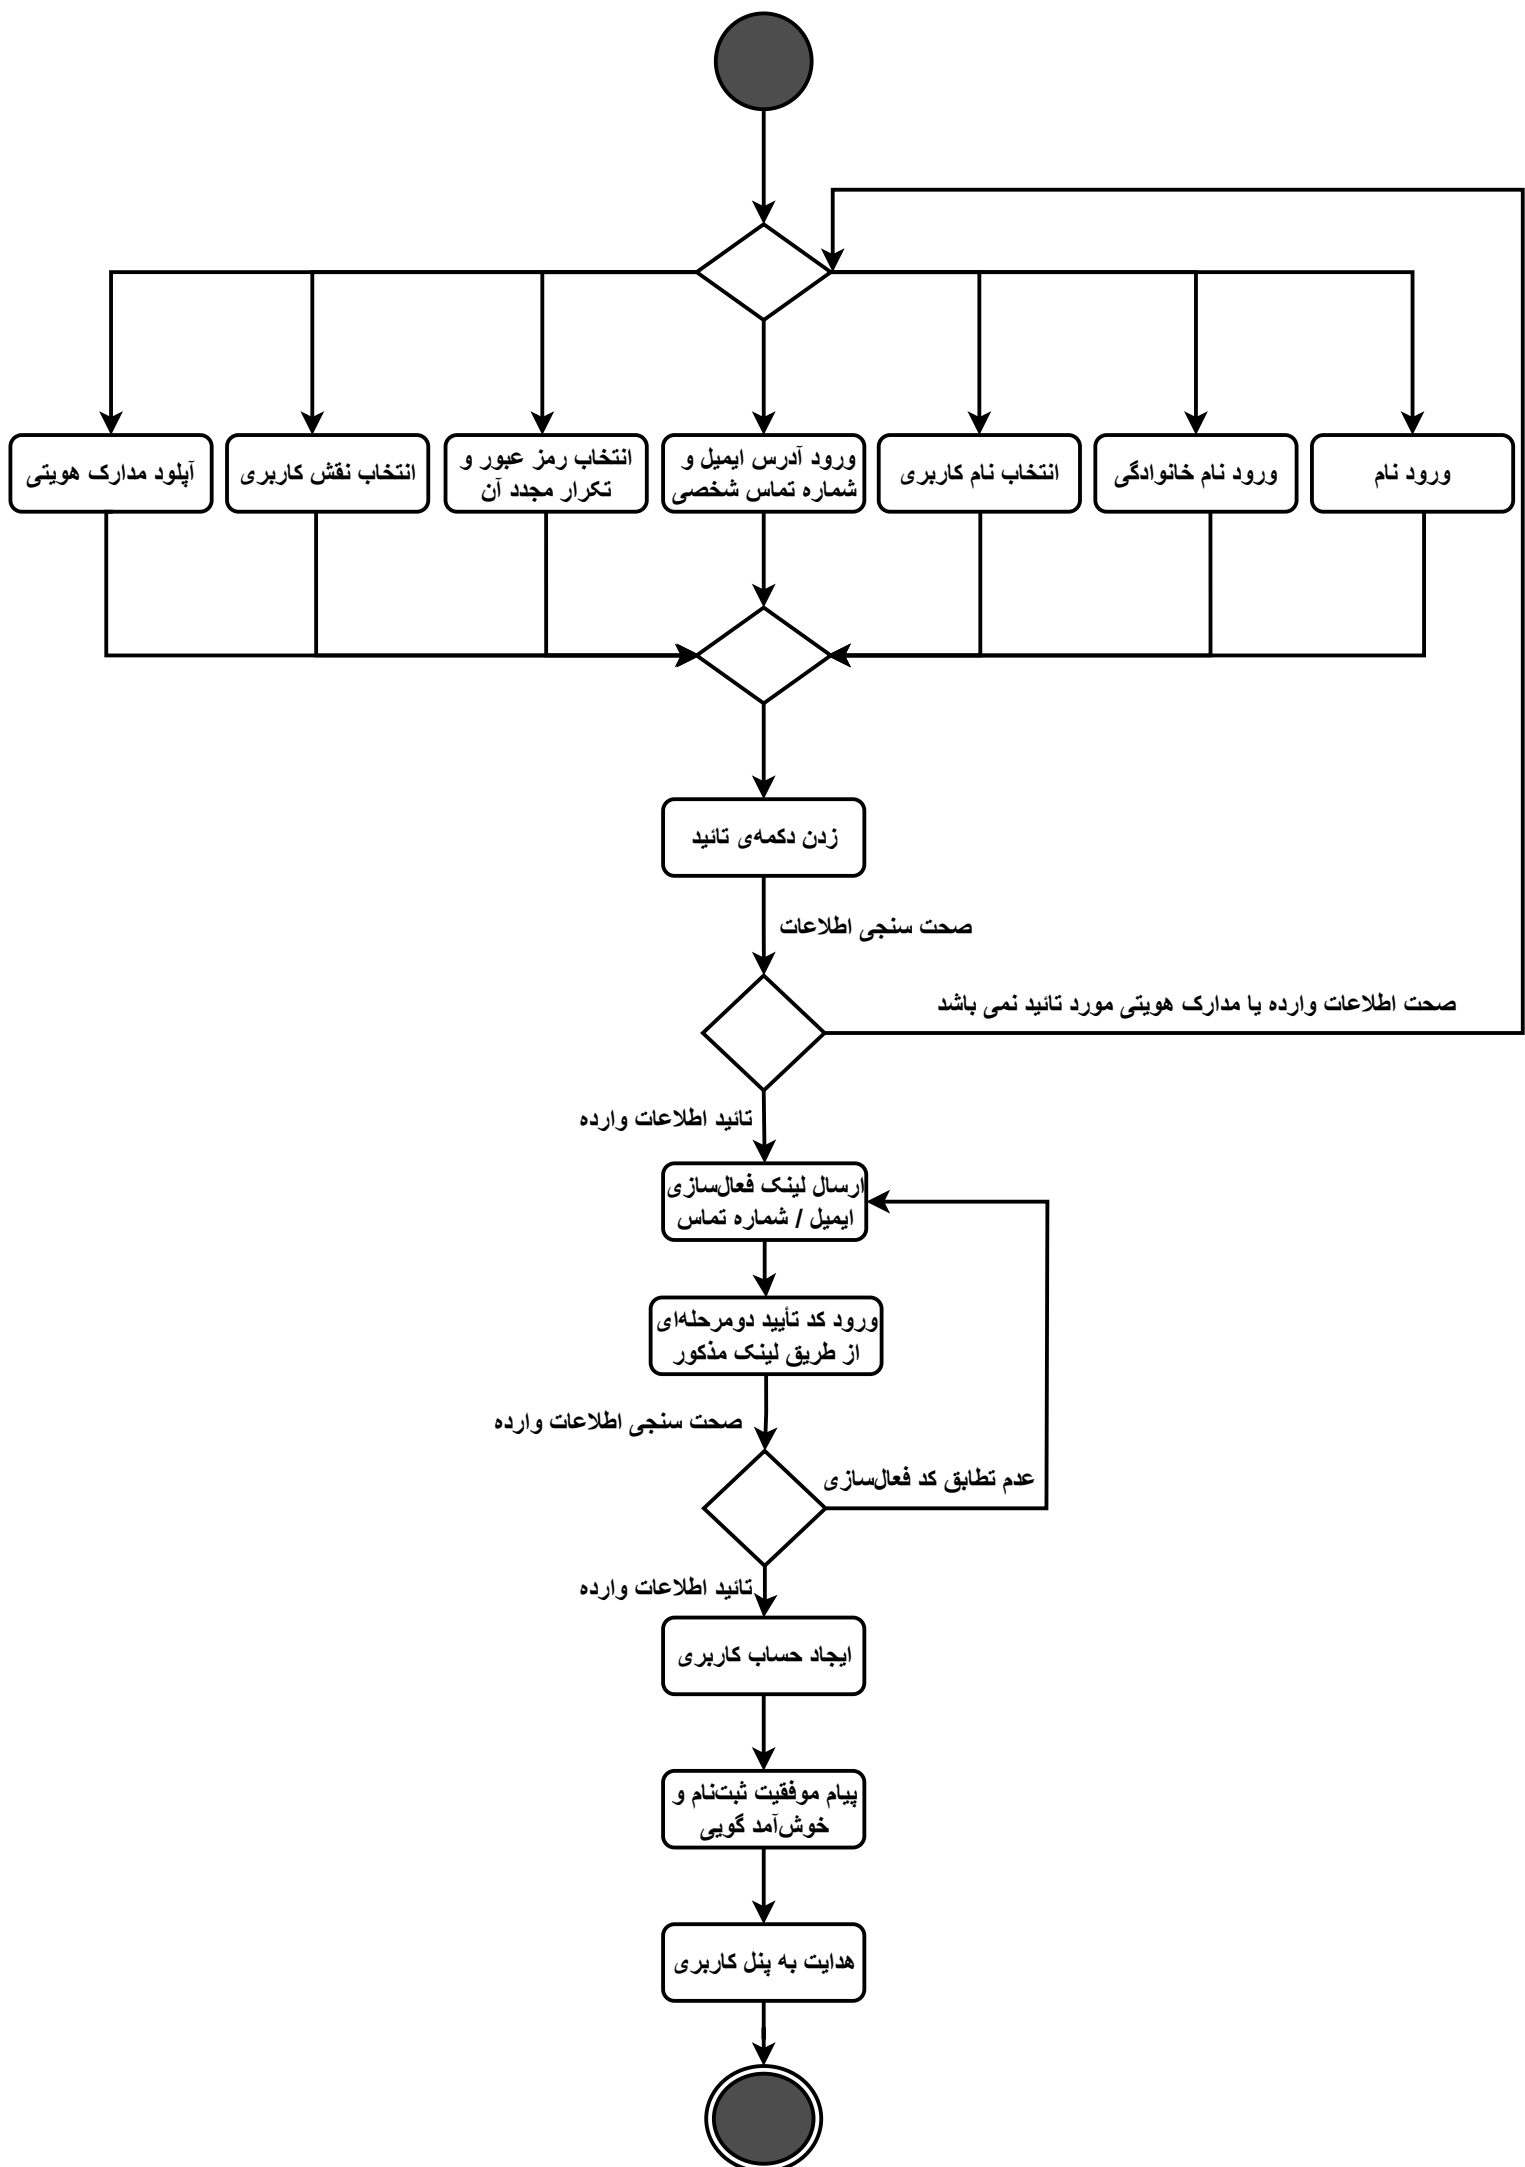 ورود نام
ورود نام خانوادگی
انتخاب نام کاربری
ورود آدرس ایمیل و
شماره تماس شخصی
انتخاب رمز عبور و
تکرار مجدد آن
انتخاب نقش کاربری
آپلود مدارک هویتی
زدن دکمه‌ی تائید
صحت سنجی اطلاعات
صحت اطلاعات وارده یا مدارک هویتی مورد تائید نمی باشد
تائید اطلاعات وارده
ارسال لینک فعال‌سازی
ایمیل / شماره تماس
ورود کد تأیید دومرحله‌ای
از طریق لینک مذکور
صحت سنجی اطلاعات وارده
عدم تطابق کد فعال‌سازی
تائید اطلاعات وارده
ایجاد حساب کاربری
پیام موفقیت ثبت‌نام و
خوش‌آمد گویی
هدایت به پنل کاربری